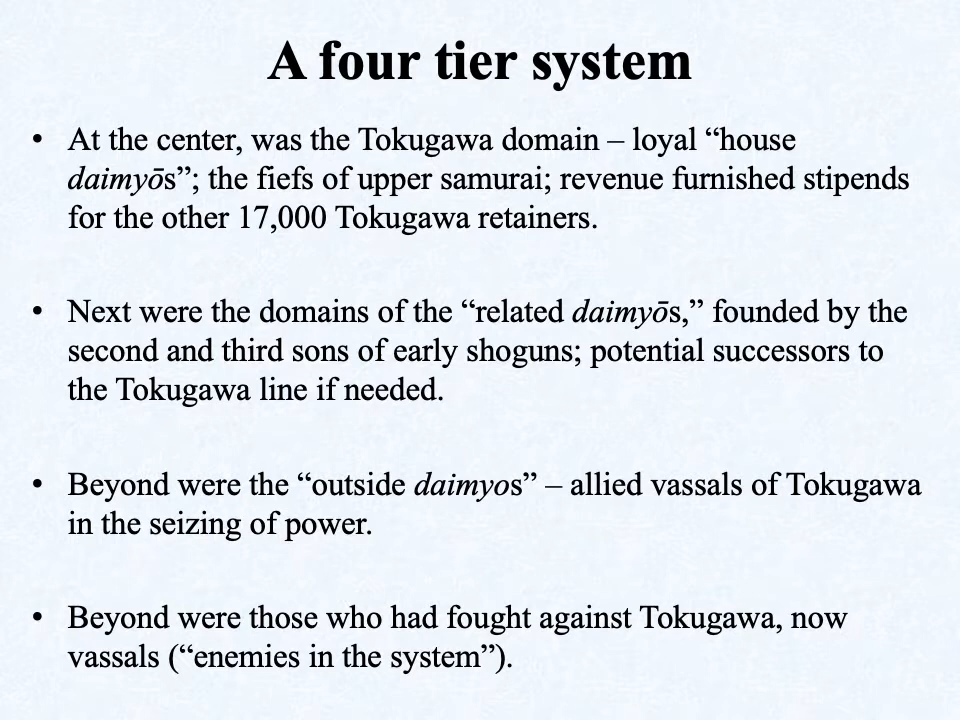 A four tier system
• At the center, was the Tokugawa domain – loyal “house
daimyōs”; the fiefs of upper samurai; revenue furnished stipends
for the other 17,000 Tokugawa retainers.
• Next were the domains of the “related daimyōs,” founded by the
second and third sons of early shoguns; potential successors to
the Tokugawa line if needed.
• Beyond were the “outside daimyos” – allied vassals of Tokugawa
in the seizing of power.
• Beyond were those who had fought against Tokugawa, now
vassals (“enemies in the system”).